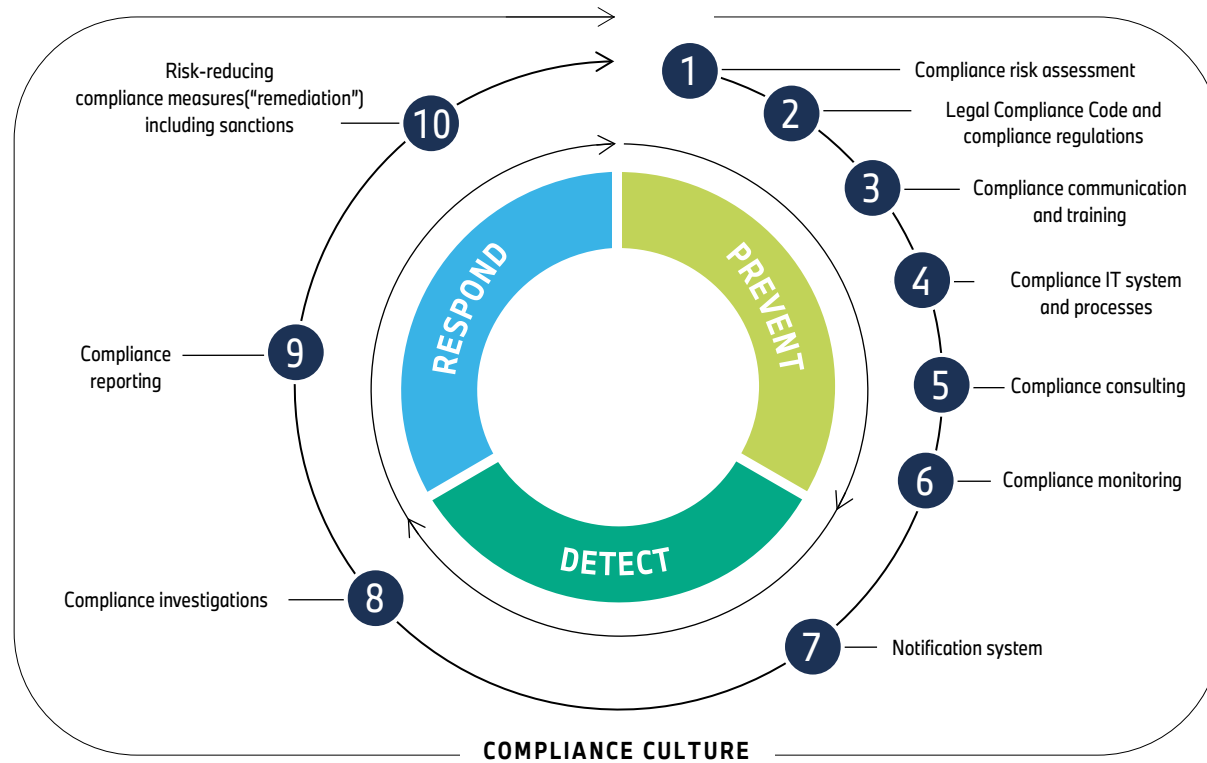 1
Compliance risk assessment
2
Legal Compliance Code and
compliance regulations
3
Compliance communication
and training
4
Compliance IT system
and processes
5
Compliance consulting
6
Compliance monitoring
7
Notification system
8
Compliance investigations
9
Compliance
reporting
10
Risk-reducing
compliance measures(“remediation”)
including sanctions
PREVENT
DETECT
RESPOND
COMPLIANCE CULTURE